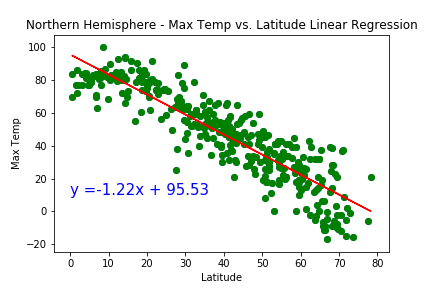 Northern Hemisphere - Max Temp vs. Latitude Linear Regression
100
80
60
40
20
0
−20
Max Temp
y =-1.22x + 95.53
0 10 20 30 40 50 60 70 80
Latitude